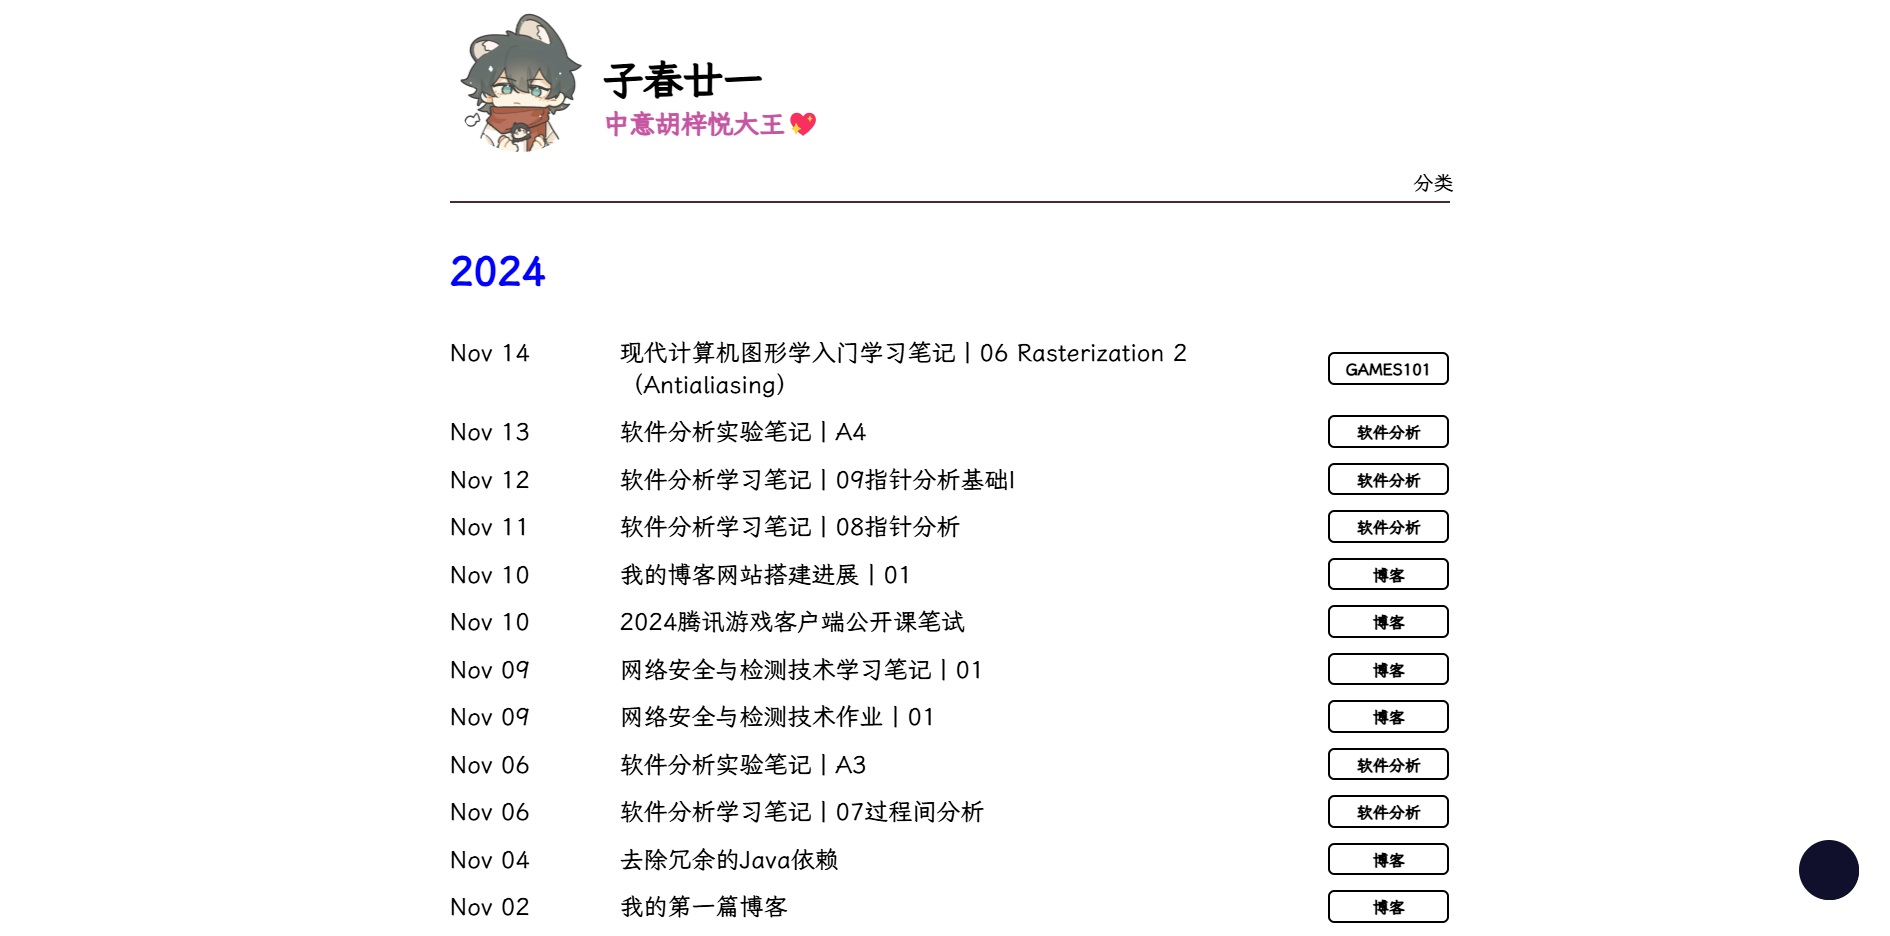 子春廿一
中意胡梓悦大王💖
分类
2024
Nov 14 现代计算机图形学入门学习笔记 | 06 Rasterization 2 GAMES101
（Antialiasing）
Nov 13 软件分析实验笔记 | A4 软件分析
Nov 12 软件分析学习笔记 | 09指针分析基础I 软件分析
Nov 11 软件分析学习笔记 | 08指针分析 软件分析
Nov 10 我的博客网站搭建进展 | 01 博客
Nov 10 2024腾讯游戏客户端公开课笔试 博客
Nov 09 网络安全与检测技术学习笔记 | 01 博客
Nov 09 网络安全与检测技术作业 | 01 博客
Nov 06 软件分析实验笔记 | A3 软件分析
Nov 06 软件分析学习笔记 | 07过程间分析 软件分析
Nov 04 去除冗余的Java依赖 博客
Nov 02 我的第一篇博客 博客